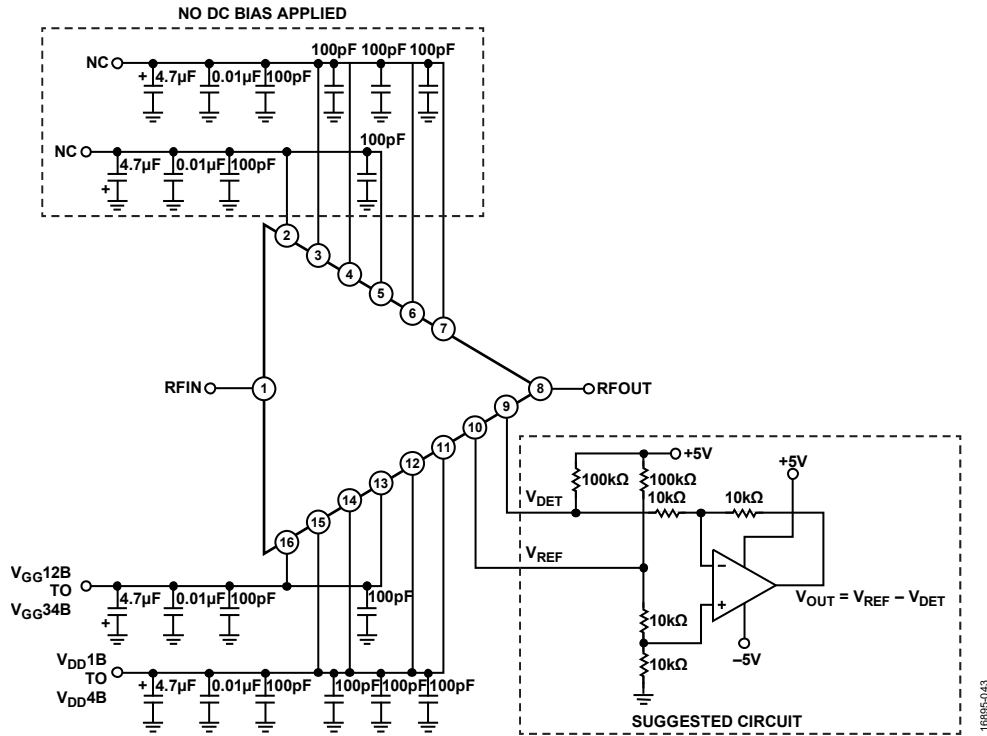 NO DC BIAS APPLIED
100pF 100pF 100pF
NC
+ 4.7µF 0.01µF 100pF
100pF
NC
4.7µF 0.01µF 100pF
+
2
3
4
5
6
7
RFIN
1
8
RFOUT
9
10
11
12
13
14
15
16
+5V
+5V
100kΩ 100kΩ
10kΩ 10kΩ
VDET
VREF
−
+
VOUT = VREF – VDET
10kΩ
10kΩ
–5V
SUGGESTED CIRCUIT
VGG12B
TO
VGG34B
4.7µF 0.01µF 100pF
100pF
+
VDD1B
TO
VDD4B
+ 4.7µF 0.01µF 100pF 100pF 100pF 100pF
16895-043